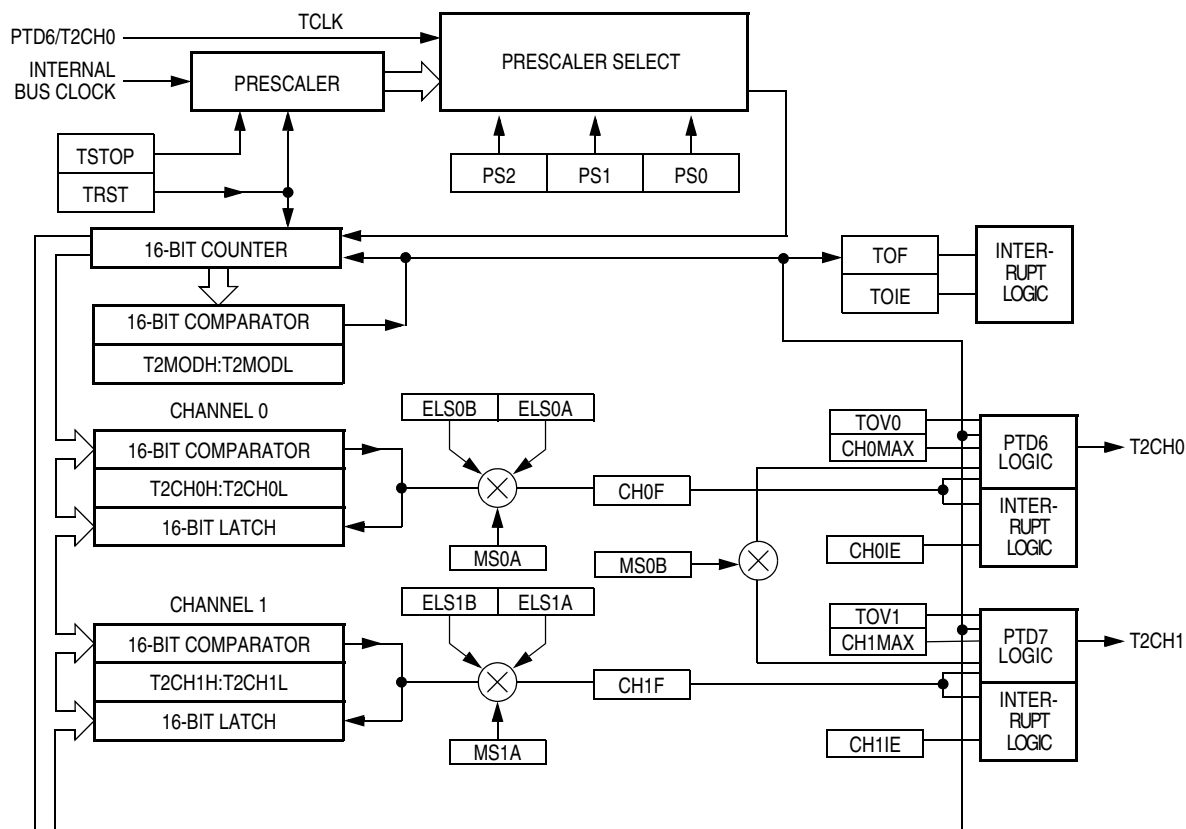 TCLK
PTD6/T2CH0
INTERNAL
BUS CLOCK
PRESCALER
PRESCALER SELECT
TSTOP
TRST
PS2
PS1
PS0
16-BIT COUNTER
TOF
TOIE
INTER-
RUPT
LOGIC
16-BIT COMPARATOR
T2MODH:T2MODL
CHANNEL 0
ELS0B
ELS0A
16-BIT COMPARATOR
T2CH0H:T2CH0L
16-BIT LATCH
MS0A
CH0F
TOV0
CH0MAX
PTD6
LOGIC
T2CH0
INTER-
RUPT
LOGIC
CH0IE
MS0B
CHANNEL 1
ELS1B
ELS1A
16-BIT COMPARATOR
T2CH1H:T2CH1L
16-BIT LATCH
MS1A
CH1F
TOV1
CH1MAX
PTD7
LOGIC
T2CH1
INTER-
RUPT
LOGIC
CH1IE